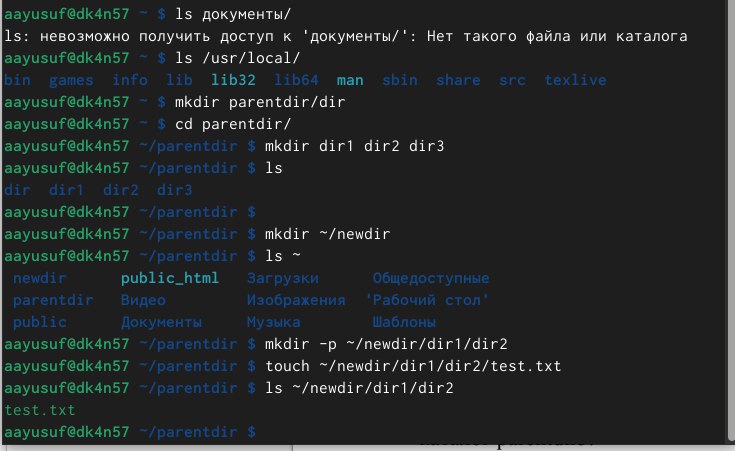 aayusuf@dk4n57 ~ $ ls документы/
ls: невозможно получить доступ к 'документы/': Нет такого файла или каталога
aayusuf@dk4n57 ~ $ ls /usr/local/
bin games info lib lib32 lib64 man sbin share src texlive
aayusuf@dk4n57 ~ $ mkdir parentdir/dir
aayusuf@dk4n57 ~ $ cd parentdir/
aayusuf@dk4n57 ~/parentdir $ mkdir dir1 dir2 dir3
aayusuf@dk4n57 ~/parentdir $ ls
dir dir1 dir2 dir3
aayusuf@dk4n57 ~/parentdir $
aayusuf@dk4n57 ~/parentdir $ mkdir ~/newdir
aayusuf@dk4n57 ~/parentdir $ ls ~
newdir public_html Загрузки Общедоступные
parentdir Видео Изображения 'Рабочий стол'
public Документы Музыка Шаблоны
aayusuf@dk4n57 ~/parentdir $ mkdir -p ~/newdir/dir1/dir2
aayusuf@dk4n57 ~/parentdir $ touch ~/newdir/dir1/dir2/test.txt
aayusuf@dk4n57 ~/parentdir $ ls ~/newdir/dir1/dir2
test.txt
aayusuf@dk4n57 ~/parentdir $